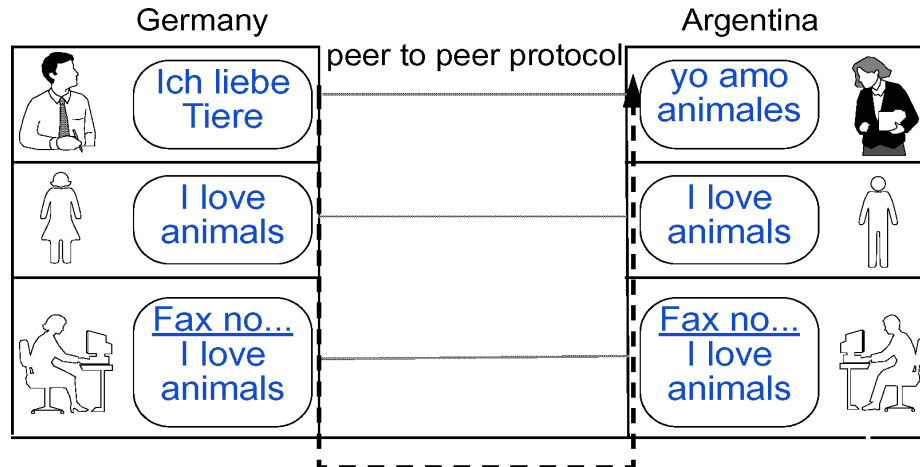 Germany
Argentina
peer to peer protocol
Ich liebe
Tiere
yo amo
animales
I love
animals
I love
animals
Fax no...
I love
animals
Fax no...
I love
animals